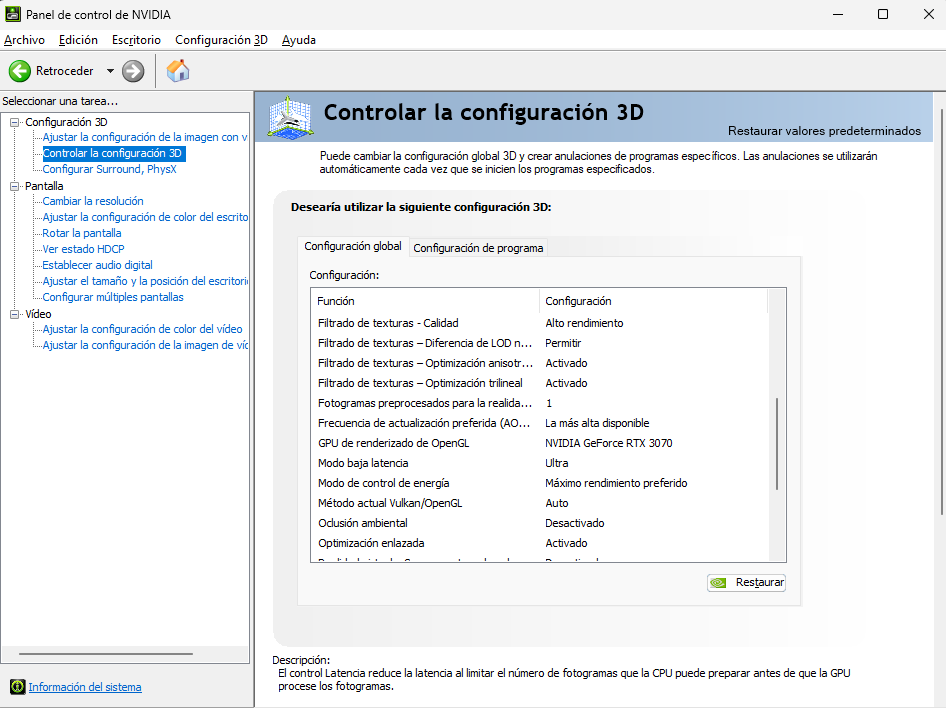 Panel de control de NVIDIA
Archivo Edición Escritorio Configuración 3D Ayuda
Retroceder
Seleccionar una tarea...
Configuración 3D
Ajustar la configuración de la imagen con v
Controlar la configuración 3D
Configurar Surround, PhysX
Pantalla
Cambiar la resolución
Ajustar la configuración de color del escrito
Rotar la pantalla
Ver estado HDCP
Establecer audio digital
Ajustar el tamaño y la posición del escritori
Configurar múltiples pantallas
Vídeo
Ajustar la configuración de color del vídeo
Ajustar la configuración de la imagen de víd
Información del sistema
Controlar la configuración 3D
Restaurar valores predeterminados
Puede cambiar la configuración global 3D y crear anulaciones de programas específicos. Las anulaciones se utilizarán
automáticamente cada vez que se inicien los programas especificados.
Desearía utilizar la siguiente configuración 3D:
Configuración global Configuración de programa
Configuración:
Función Configuración
Filtrado de texturas - Calidad Alto rendimiento
Filtrado de texturas – Diferencia de LOD n... Permitir
Filtrado de texturas – Optimización anisotr... Activado
Filtrado de texturas – Optimización trilineal Activado
Fotogramas preprocesados para la realida... 1
Frecuencia de actualización preferida (AO... La más alta disponible
GPU de renderizado de OpenGL NVIDIA GeForce RTX 3070
Modo baja latencia Ultra
Modo de control de energía Máximo rendimiento preferido
Método actual Vulkan/OpenGL Auto
Oclusión ambiental Desactivado
Optimización enlazada Activado
Restaurar
Descripción:
El control Latencia reduce la latencia al limitar el número de fotogramas que la CPU puede preparar antes de que la GPU
procese los fotogramas.